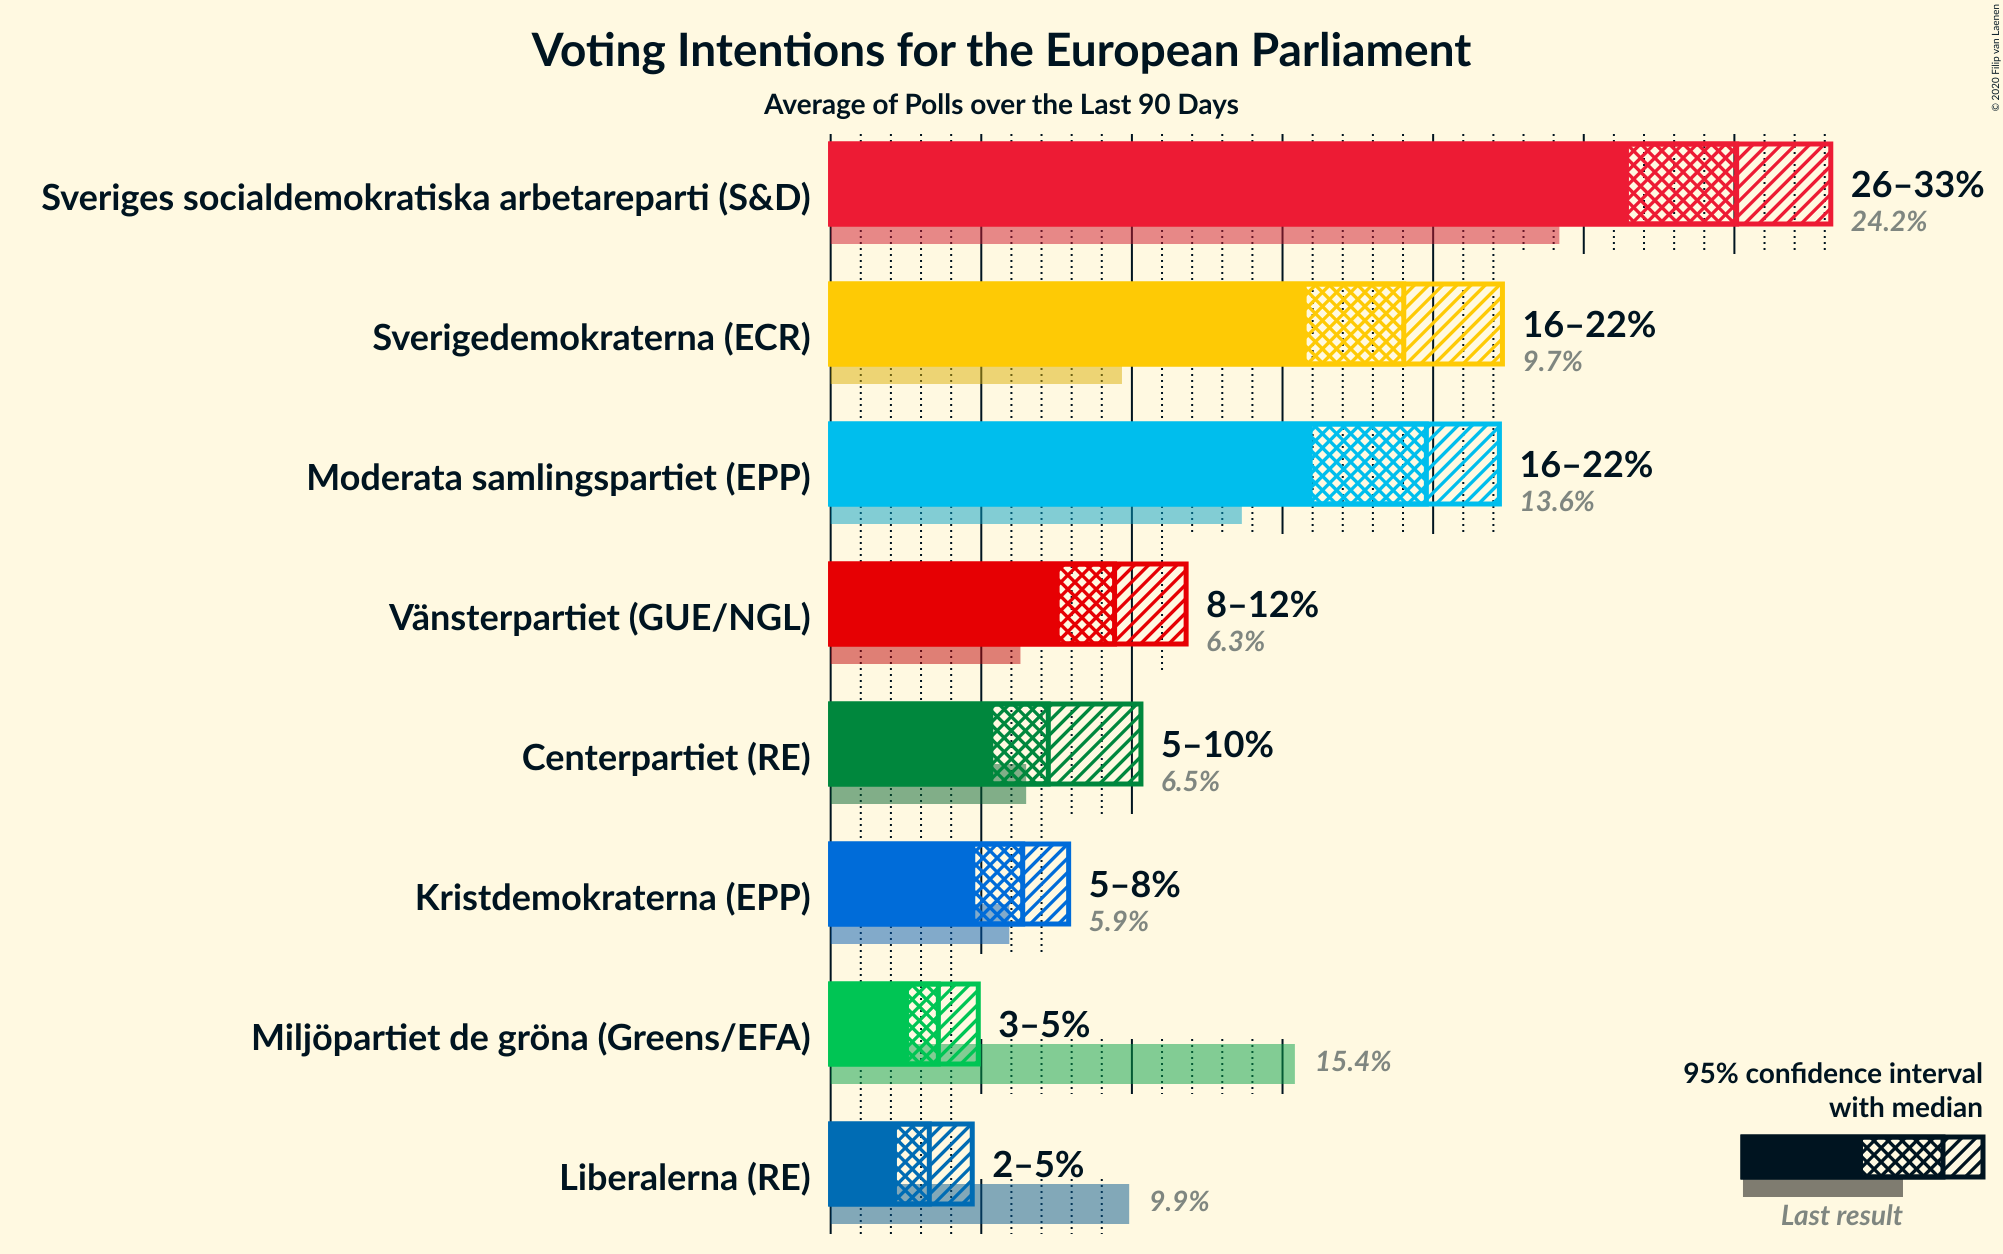 Voting Intentions for the European Parliament
Average of Polls over the Last 90 Days
© 2020 Filip van Laenen
Sveriges socialdemokratiska arbetareparti (S&D)
26–33%
24.2%
Sverigedemokraterna (ECR)
16–22%
9.7%
Moderata samlingspartiet (EPP)
16–22%
13.6%
Vänsterpartiet (GUE/NGL)
8–12%
6.3%
Centerpartiet (RE)
5–10%
6.5%
Kristdemokraterna (EPP)
5–8%
5.9%
Miljöpartiet de gröna (Greens/EFA)
3–5%
15.4%
Liberalerna (RE)
2–5%
9.9%
95% confidence interval
with median
Last result